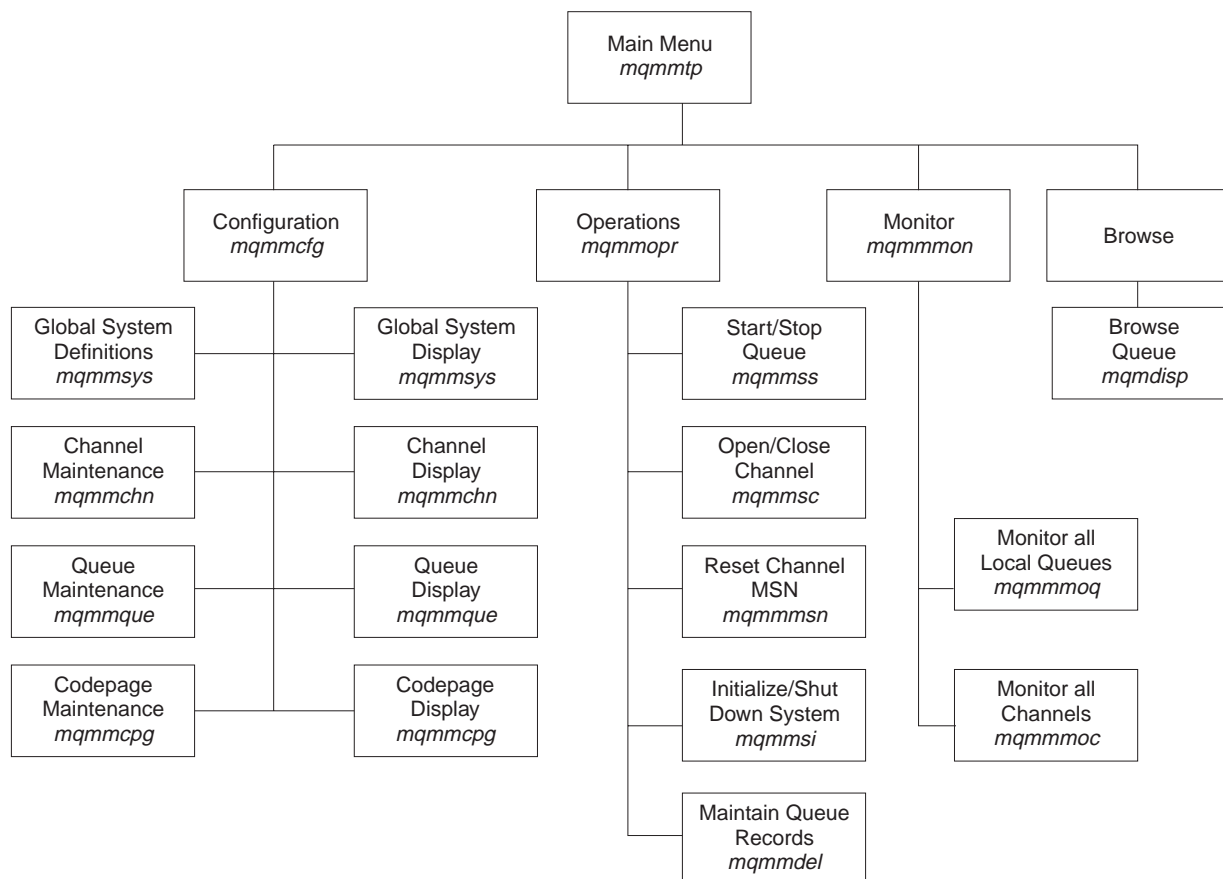 Main Menu
mqmmtp
Configuration
mqmmcfg
Operations
mqmmopr
Monitor
mqmmmon
Browse
Global System
Definitions
mqmmsys
Global System
Display
mqmmsys
Start/Stop
Queue
mqmmss
Browse
Queue
mqmdisp
Channel
Maintenance
mqmmchn
Channel
Display
mqmmchn
Open/Close
Channel
mqmmsc
Queue
Maintenance
mqmmque
Queue
Display
mqmmque
Reset Channel
MSN
mqmmmsn
Monitor all
Local Queues
mqmmmoq
Codepage
Maintenance
mqmmcpg
Codepage
Display
mqmmcpg
Initialize/Shut
Down System
mqmmsi
Monitor all
Channels
mqmmmoc
Maintain Queue
Records
mqmmdel